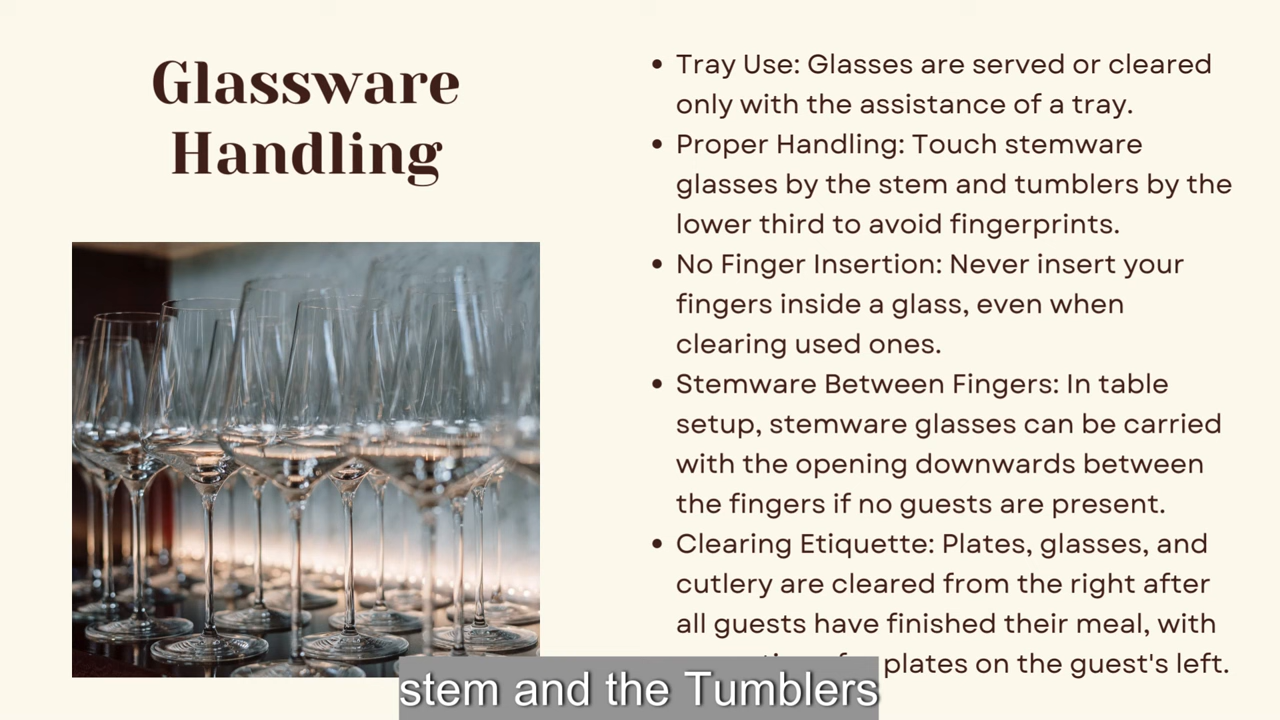 Glassware
Handling
• Tray Use: Glasses are served or cleared
only with the assistance of a tray.
• Proper Handling: Touch stemware
glasses by the stem and tumblers by the
lower third to avoid fingerprints.
• No Finger Insertion: Never insert your
fingers inside a glass, even when
clearing used ones.
• Stemware Between Fingers: In table
setup, stemware glasses can be carried
with the opening downwards between
the fingers if no guests are present.
• Clearing Etiquette: Plates, glasses, and
cutlery are cleared from the right after
all guests have finished their meal, with
plates on the guest's left.
stem and the Tumblers